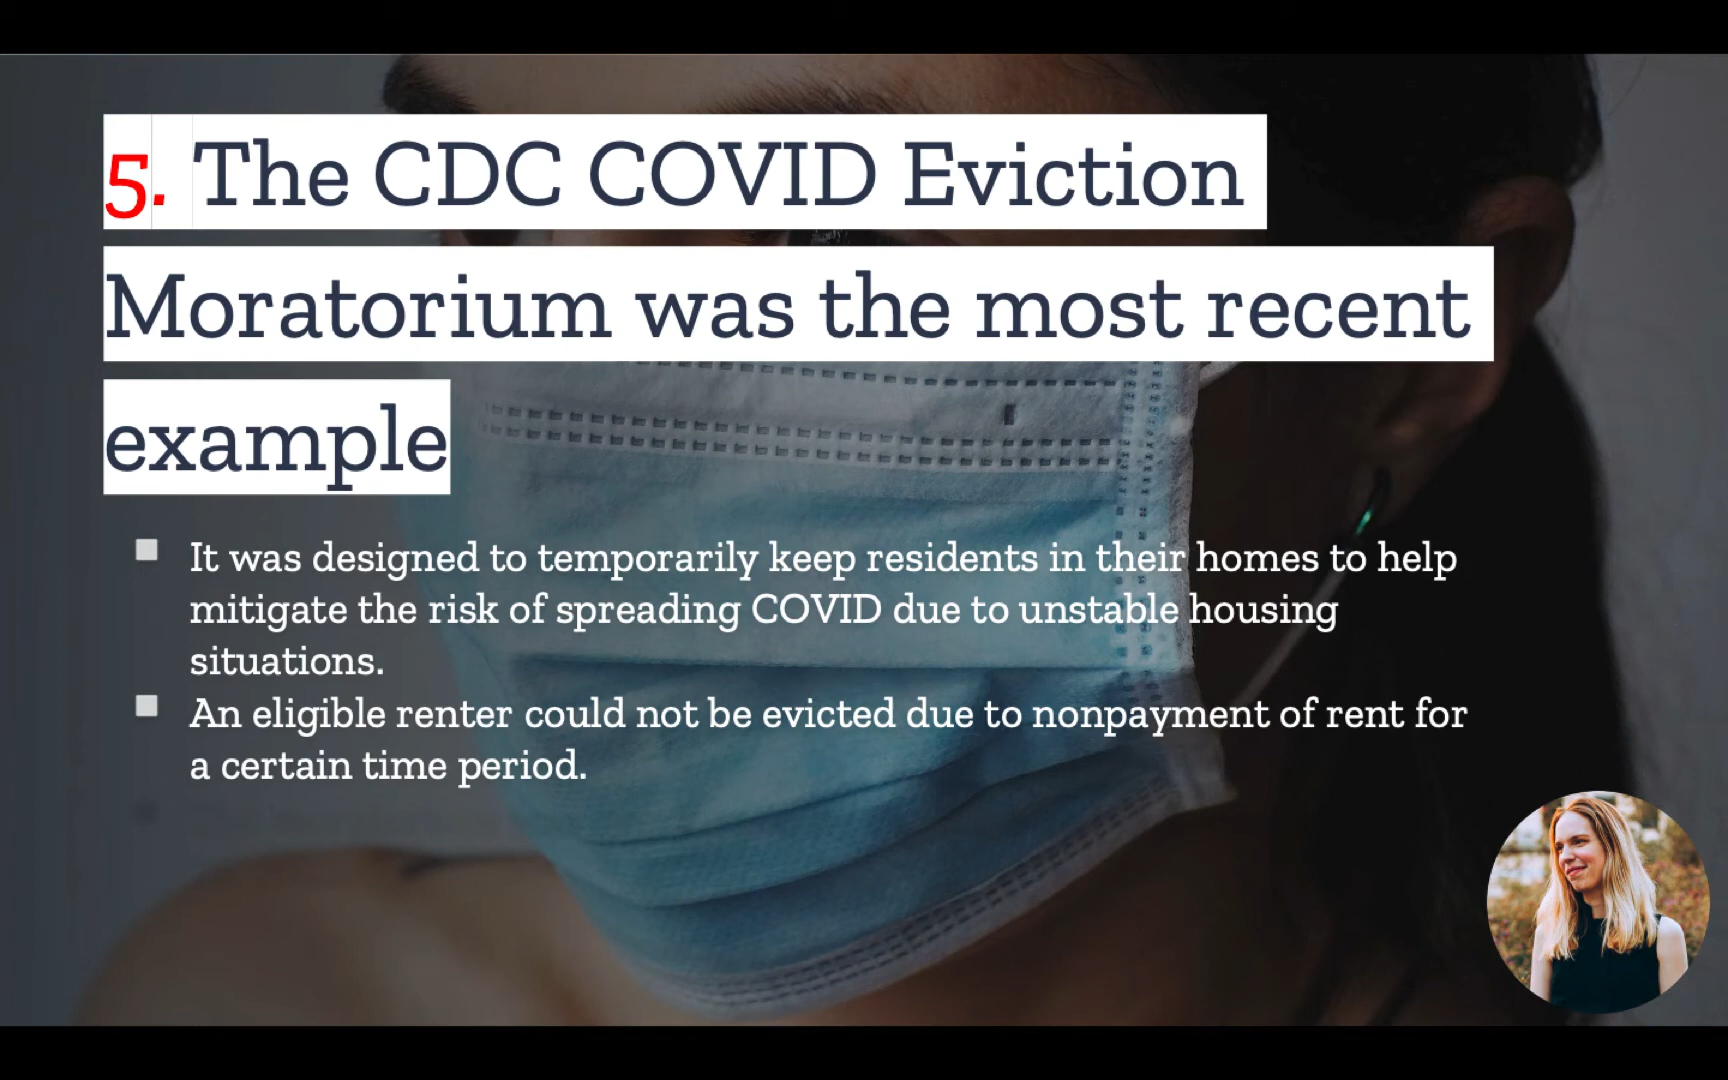 5. The CDC COVID Eviction
Moratorium was the most recent
example
It was designed to temporarily keep residents in their homes to help
mitigate the risk of spreading COVID due to unstable housing
situations.
An eligible renter could not be evicted due to nonpayment of rent for
a certain time period.